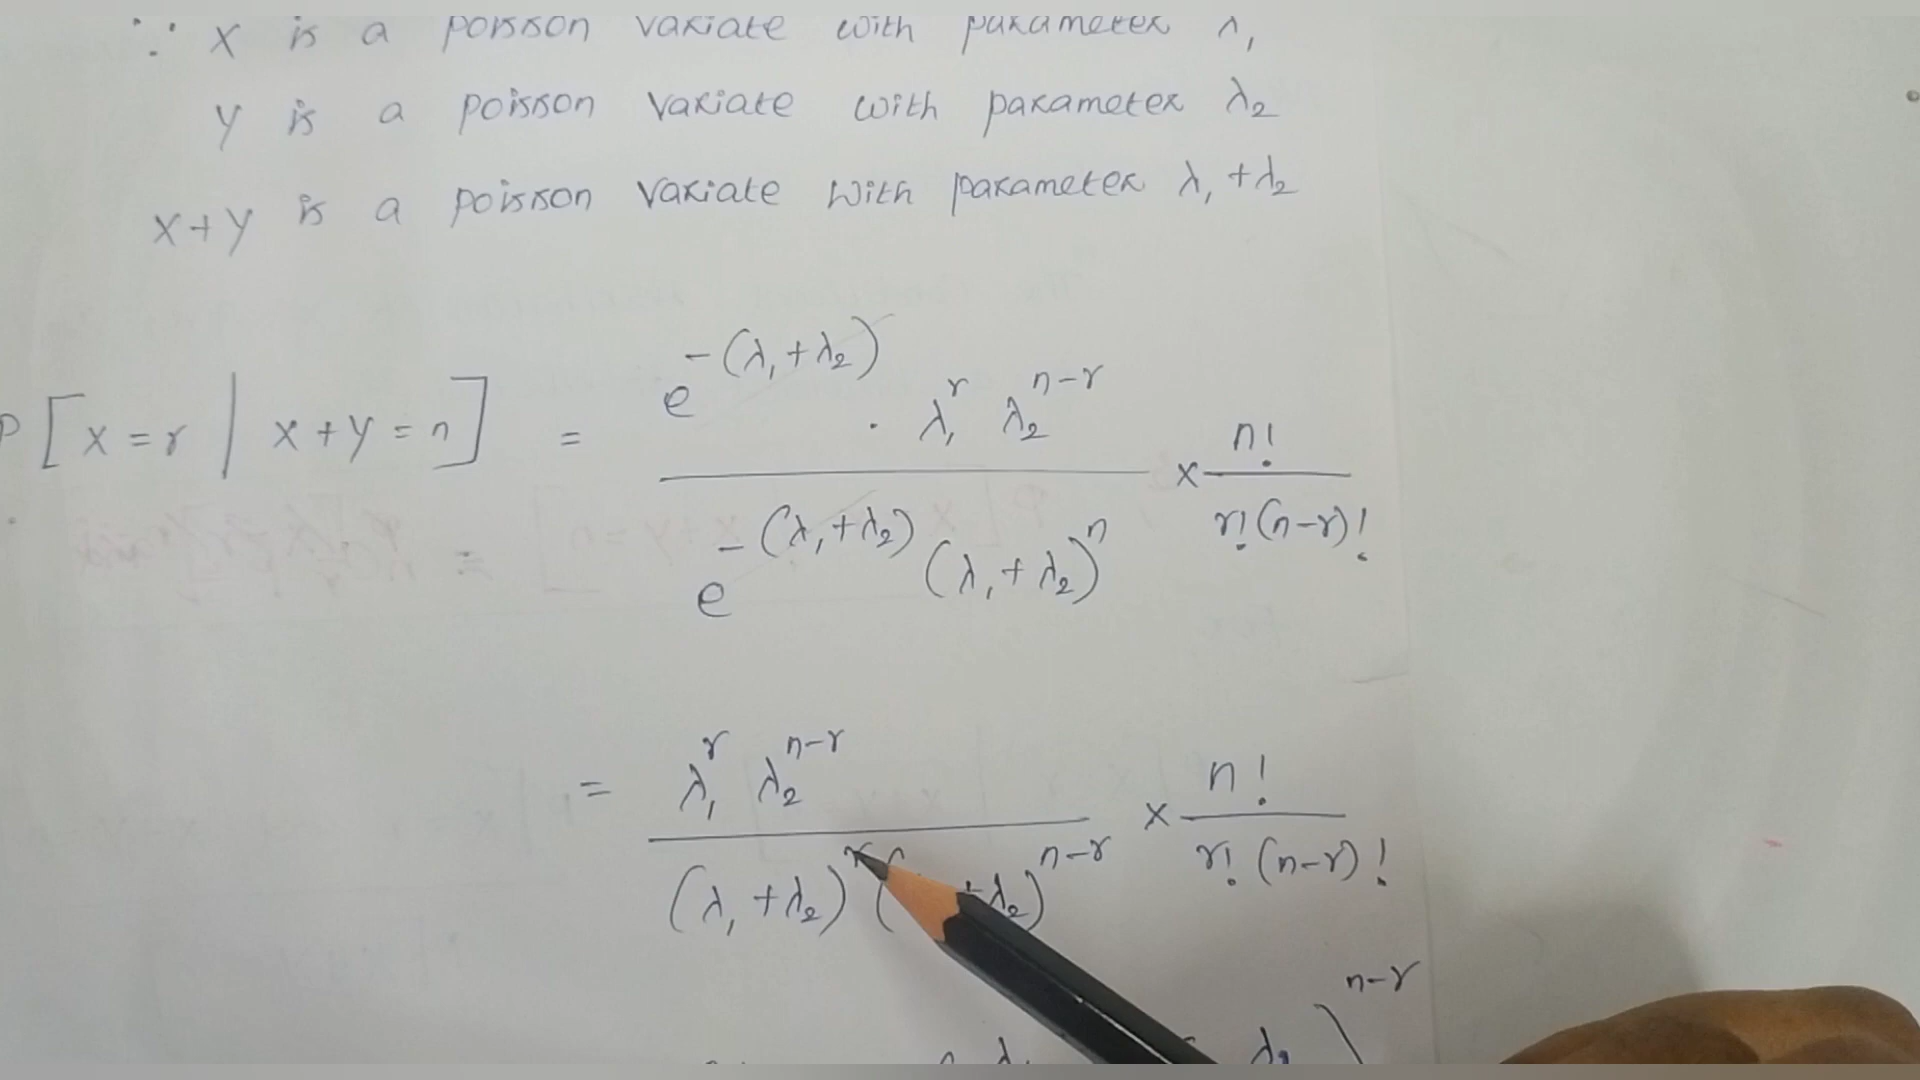 ∵ X is a poisson variate with parameter λ₁
Y is a poisson variate with parameter λ₂
X+Y is a poisson variate with parameter λ₁+λ₂
P[X=r | X+Y=n] = e^-(λ₁+λ₂) . λ₁^r λ₂^n-r / e^-(λ₁+λ₂) (λ₁+λ₂)^n × n! / r!(n-r)!
= λ₁^r λ₂^n-r / (λ₁+λ₂)^r ( +λ₂)^n-r × n! / r! (n-r)!
λ₂ ) n-r